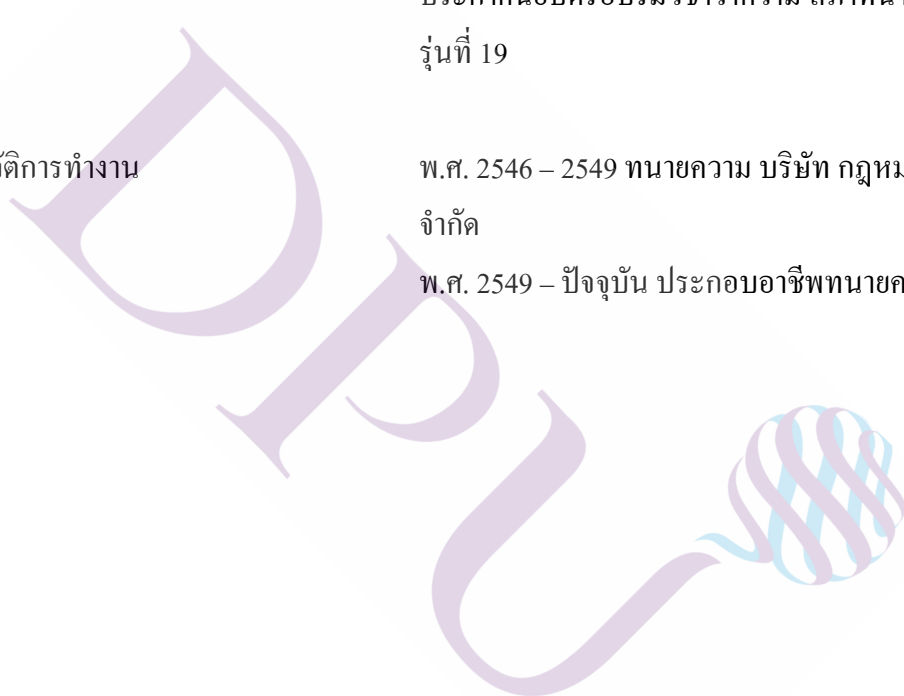 รุ่นที่ 19
วัติการทำงาน พ.ศ. 2546 – 2549 ทนายความ บริษัท กฎหม
จำกัด
พ.ศ. 2549 – ปัจจุบัน ประกอบอาชีพทนายค
DPU